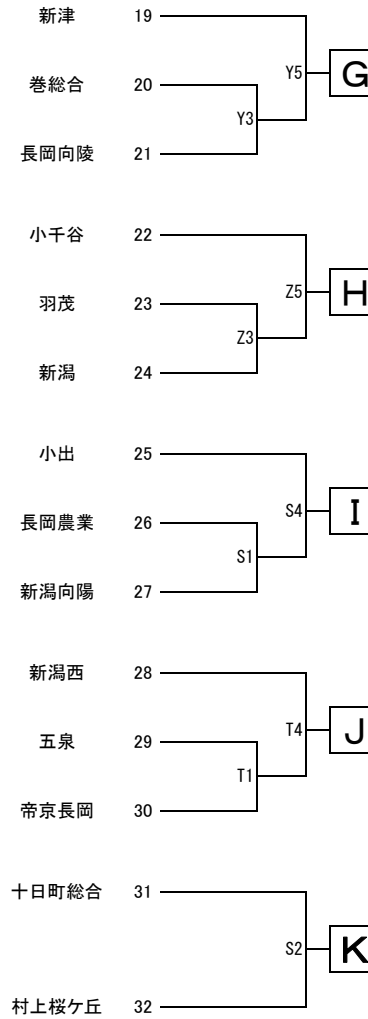 新津 19
Y5 G
巻総合 20
Y3
長岡向陵 21
小千谷 22
Z5 H
羽茂 23
Z3
新潟 24
小出 25
S4 I
長岡農業 26
S1
新潟向陽 27
新潟西 28
T4 J
五泉 29
T1
帝京長岡 30
十日町総合 31
S2 K
村上桜ケ丘 32